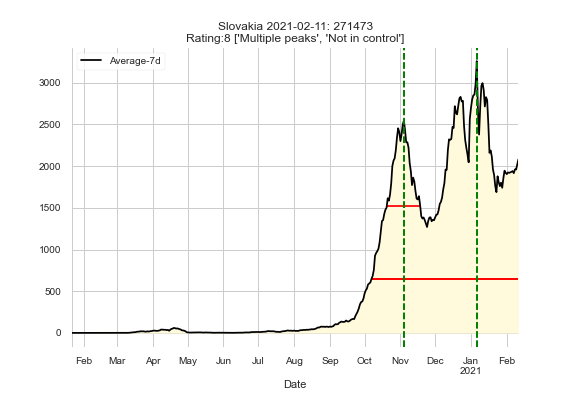 Slovakia 2021-02-11: 271473
Rating:8 ['Multiple peaks', 'Not in control']
Average-7d
3000
2500
2000
1500
1000
500
0
Feb Mar Apr May Jun Jul Aug Sep Oct Nov Dec Jan Feb
2021
Date